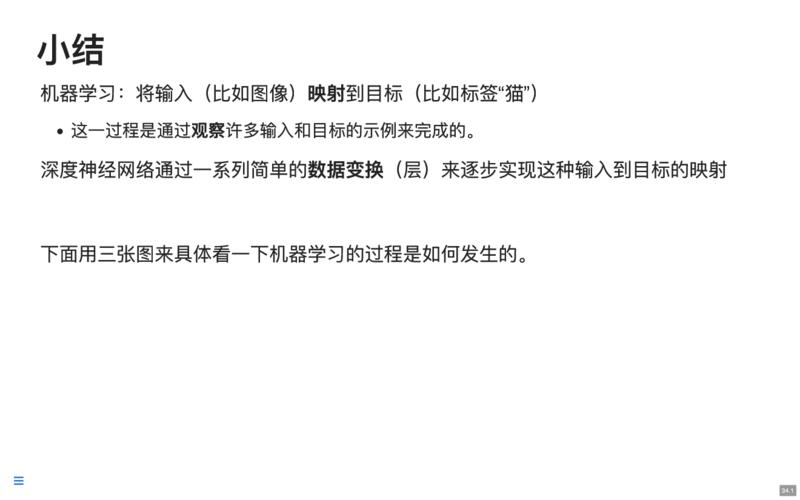 小结
机器学习：将输入（比如图像）映射到目标（比如标签“猫”）
• 这一过程是通过观察许多输入和目标的示例来完成的。
深度神经网络通过一系列简单的数据变换（层）来逐步实现这种输入到目标的映射
下面用三张图来具体看一下机器学习的过程是如何发生的。
34.1